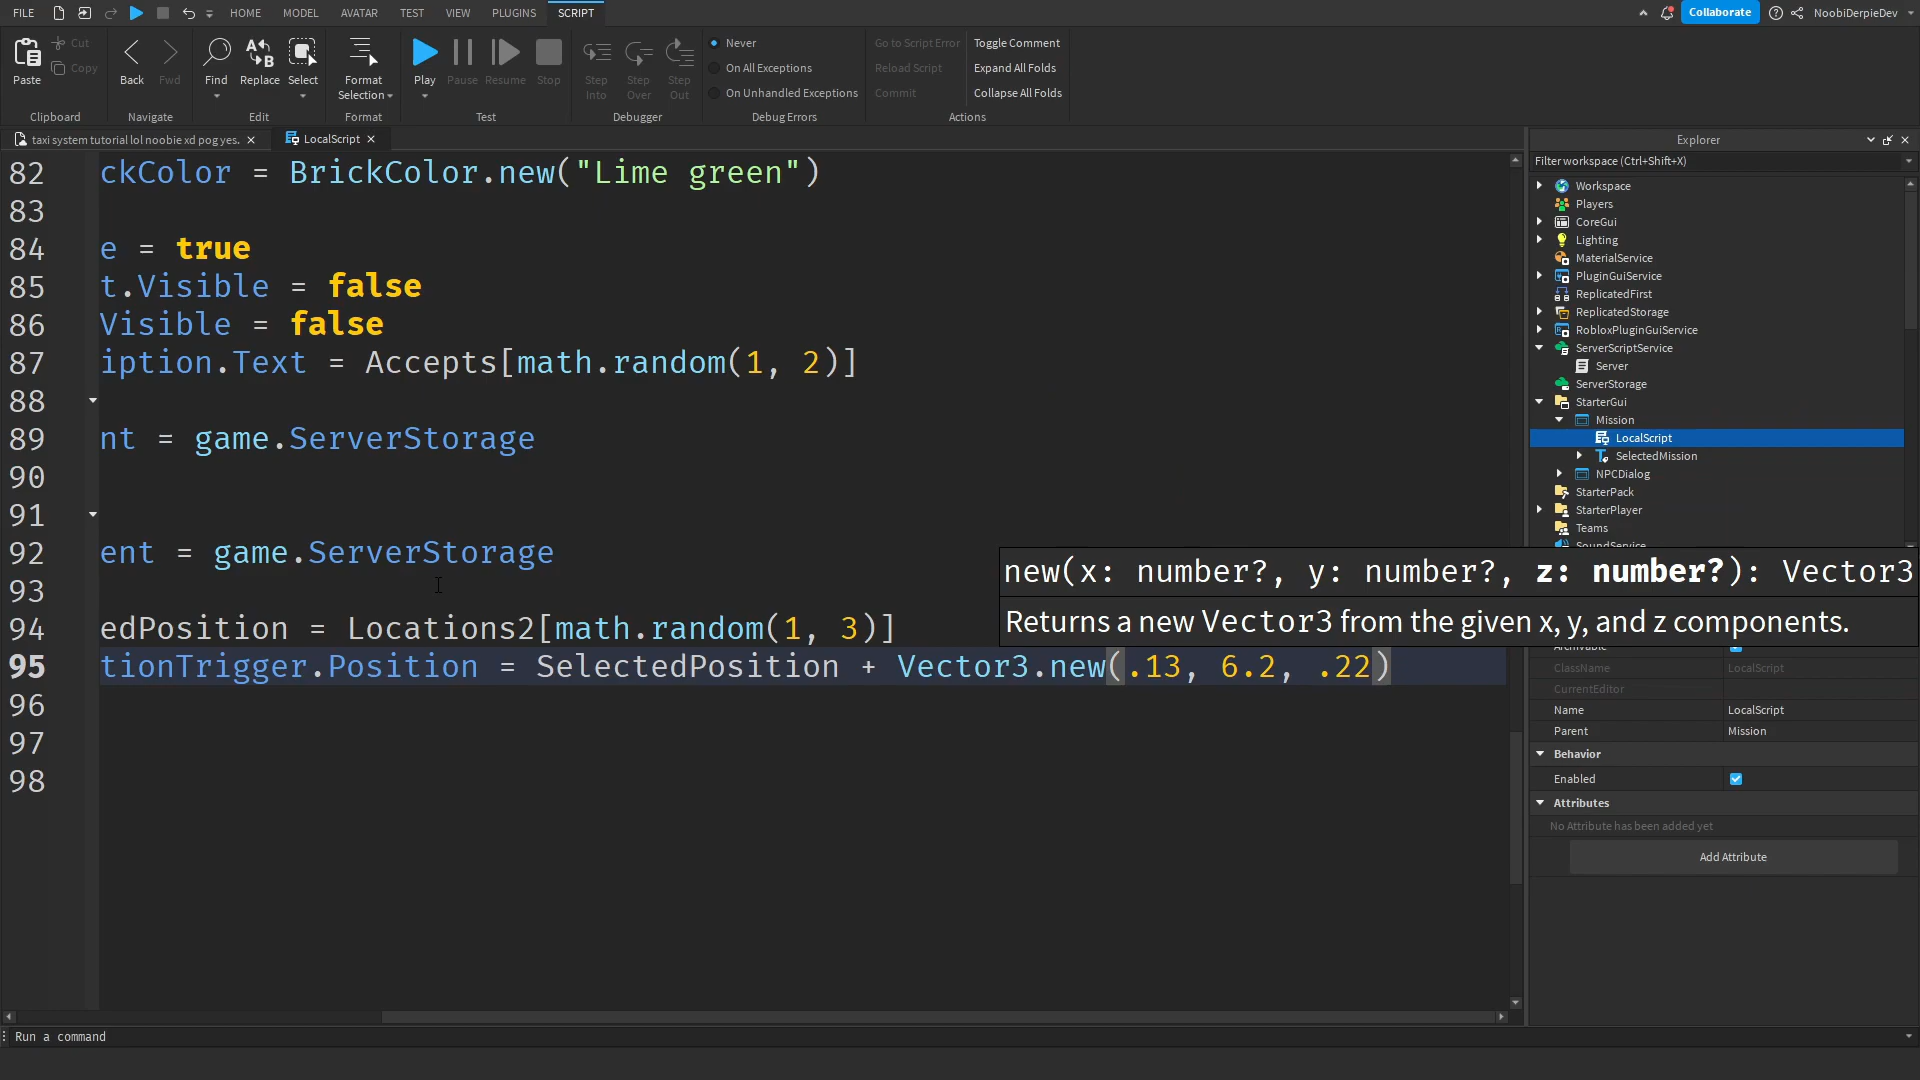 FILE HOME MODEL AVATAR TEST VIEW PLUGINS SCRIPT Collaborate NoobiDerpieDev
Paste Cut Copy Back Fwd Find Replace Select Format Selection Play Pause Resume Stop Step Into Step Over Step Out
Never
On All Exceptions
On Unhandled Exceptions
Go to Script Error
Reload Script
Commit
Toggle Comment
Expand All Folds
Collapse All Folds
Clipboard Navigate Edit Format Test Debugger Debug Errors Actions
taxi system tutorial lol noobie xd pog yes. LocalScript
82 ckColor = BrickColor.new("Lime green")
83
84 e = true
85 t.Visible = false
86 Visible = false
87 iption.Text = Accepts[math.random(1, 2)]
88
89 nt = game.ServerStorage
90
91
92 ent = game.ServerStorage
93
94 edPosition = Locations2[math.random(1, 3)]
95 tionTrigger.Position = SelectedPosition + Vector3.new(.13, 6.2, .22)
96
97
98
new(x: number?, y: number?, z: number?): Vector3
Returns a new Vector3 from the given x, y, and z components.
Explorer
Filter workspace (Ctrl+Shift+X)
Workspace
Players
CoreGui
Lighting
MaterialService
PluginGuiService
ReplicatedFirst
ReplicatedStorage
RobloxPluginGuiService
ServerScriptService
Server
ServerStorage
StarterGui
Mission
LocalScript
SelectedMission
NPCDialog
StarterPack
StarterPlayer
Teams
SoundService
Archivable
ClassName LocalScript
CurrentEditor
Name LocalScript
Parent Mission
Behavior
Enabled
Attributes
No Attribute has been added yet
Add Attribute
Run a command